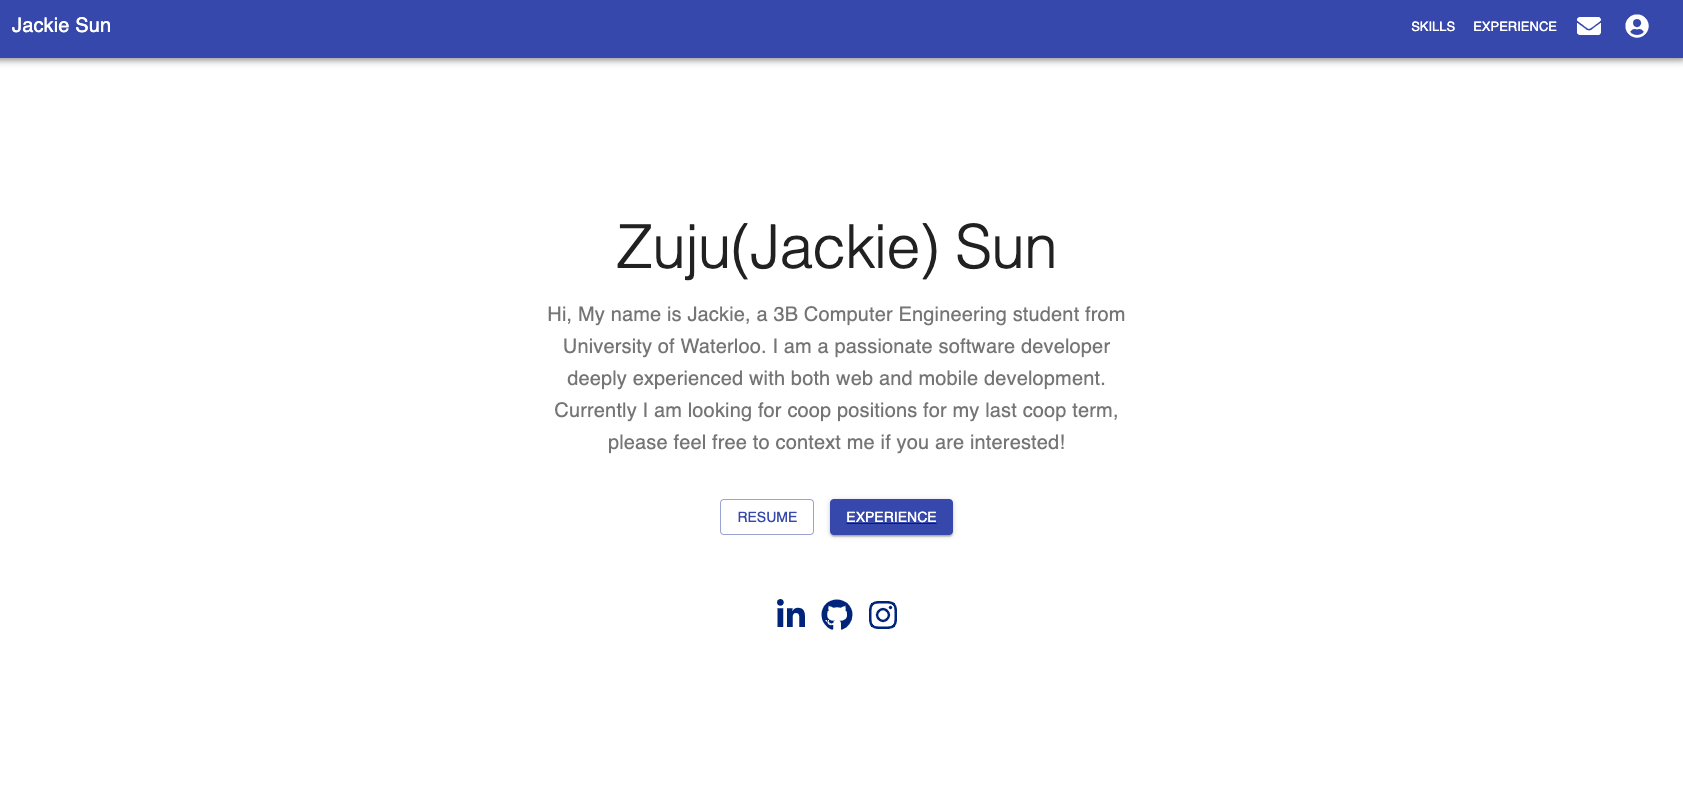 Jackie Sun
SKILLS EXPERIENCE
Zuju(Jackie) Sun
Hi, My name is Jackie, a 3B Computer Engineering student from
University of Waterloo. I am a passionate software developer
deeply experienced with both web and mobile development.
Currently I am looking for coop positions for my last coop term,
please feel free to context me if you are interested!
RESUME EXPERIENCE
in